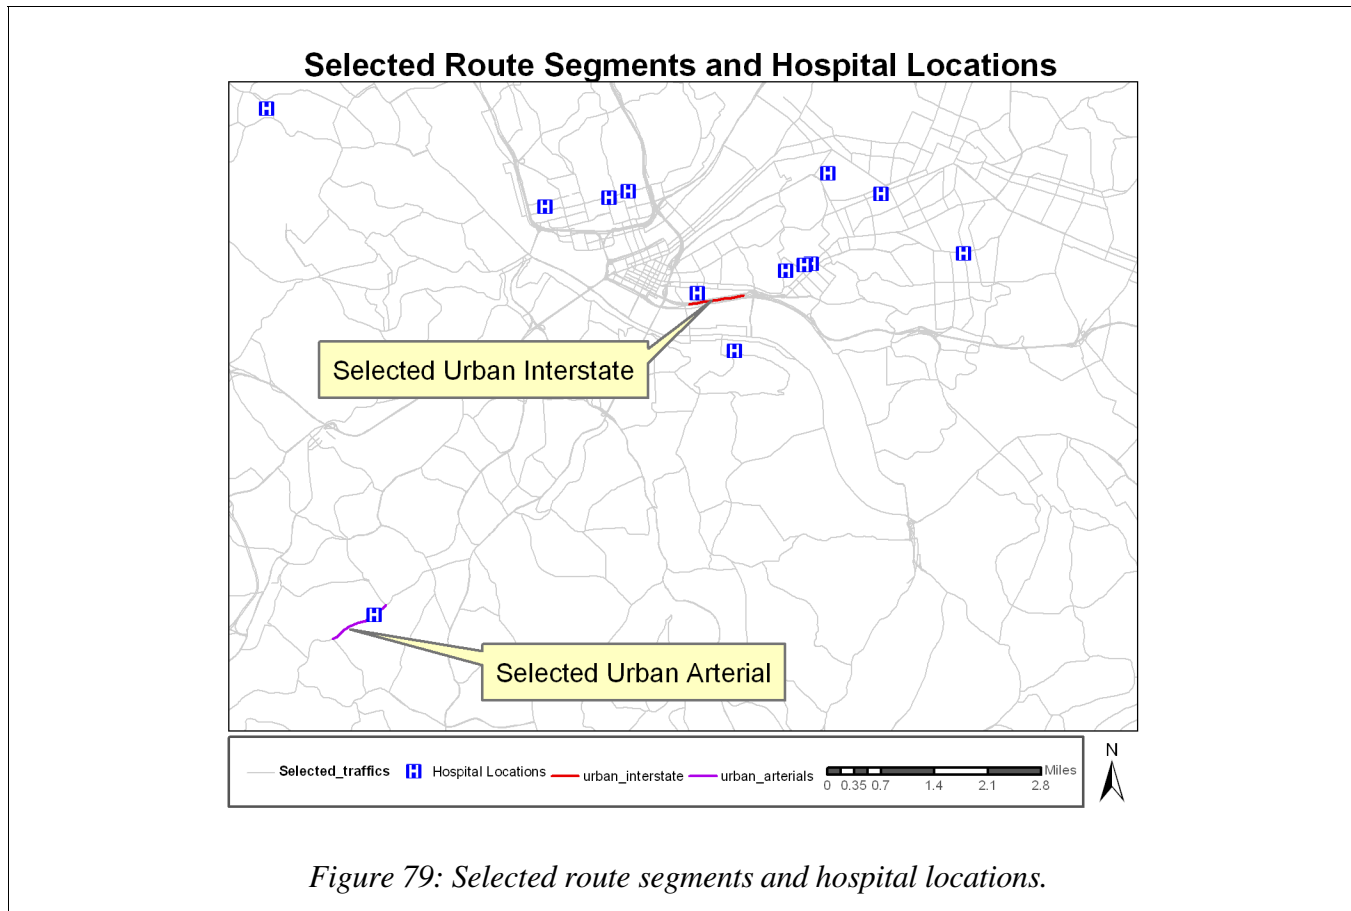 Selected Route Segments and Hospital Locations
H
H
H
H
H
H
H
H
H
H
H
H
H
Selected Urban Interstate
H
Selected Urban Arterial
Selected_traffics H Hospital Locations urban_interstate urban_arterials Miles
0 0.35 0.7 1.4 2.1 2.8
N
Figure 79: Selected route segments and hospital locations.